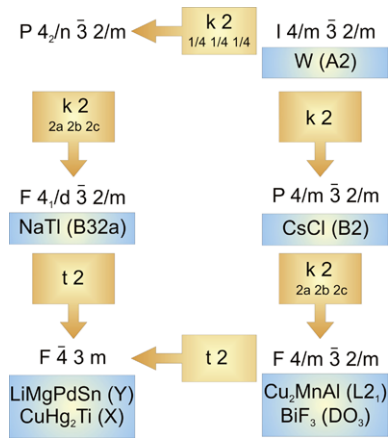 P 4₂/n 3̄ 2/m
k 2
1/4 1/4 1/4
I 4/m 3̄ 2/m
W (A2)
k 2
2a 2b 2c
k 2
F 4₁/d 3̄ 2/m
NaTl (B32a)
P 4/m 3̄ 2/m
CsCl (B2)
t 2
k 2
2a 2b 2c
F 4̄ 3 m
t 2
F 4/m 3̄ 2/m
LiMgPdSn (Y)
CuHg₂Ti (X)
Cu₂MnAl (L2₁)
BiF₃ (DO₃)